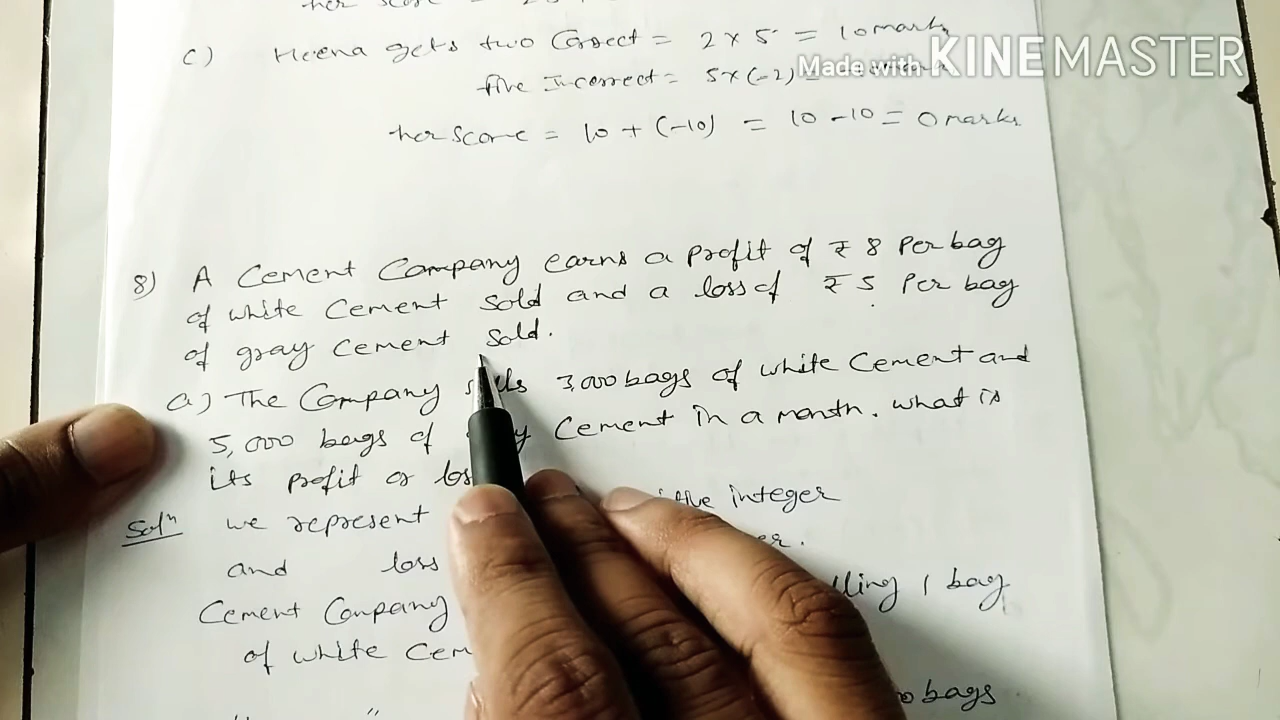 c) Heena gets two Correct = 2 x 5 = 10 marks
Made with KINEMASTER
five Incorrect = 5x(-2) =
her score = 10 + (-10) = 10 - 10 = 0 marks
8) A Cement Company earns a profit of ₹ 8 Per bag
of white Cement Sold and a loss of ₹ 5 Per bag
of gray Cement Sold.
a) The Company 3,000 bags of white Cement and
5,000 bags of Cement in a month. what is
its profit or
Solⁿ we represent integer
and loss
Cement Company 1 bag
of white
bags